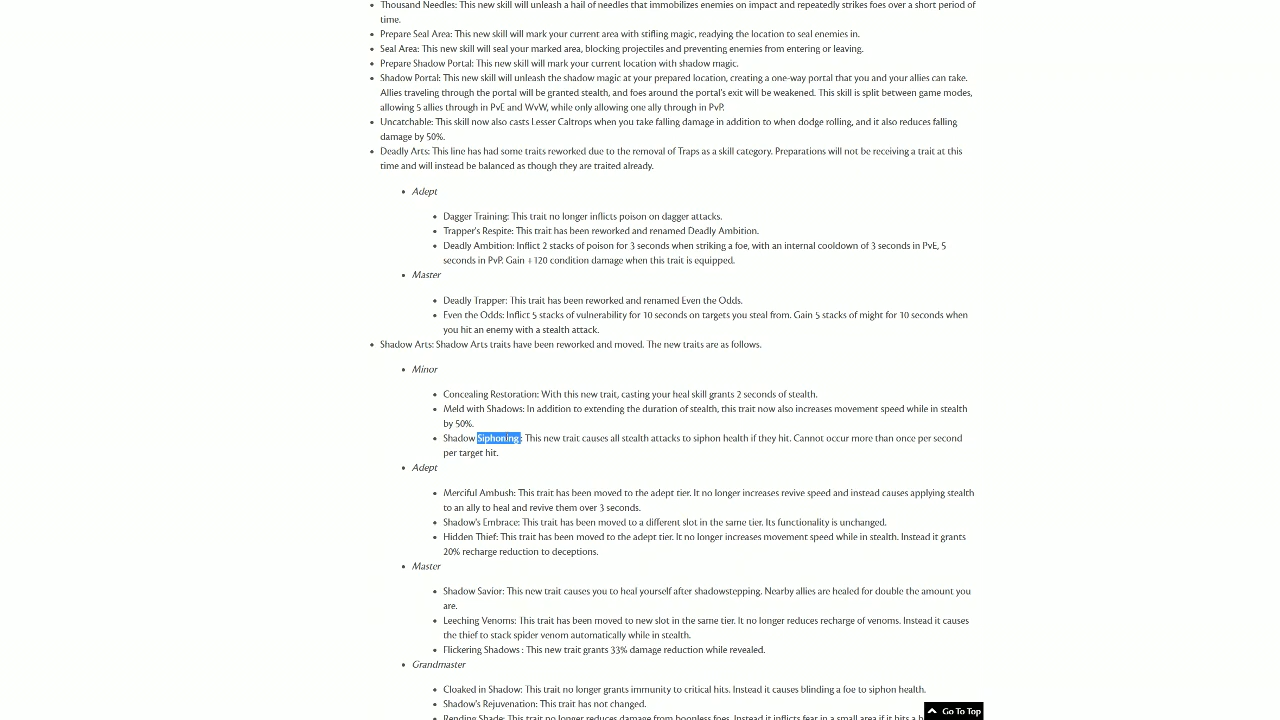 Thousand Needles: This new skill will unleash a hail of needles that immobilizes enemies on impact and repeatedly strikes foes over a short period of
time.
Prepare Seal Area: This new skill will mark your current area with stifling magic, readying the location to seal enemies in.
Seal Area: This new skill will seal your marked area, blocking projectiles and preventing enemies from entering or leaving.
Prepare Shadow Portal: This new skill will mark your current location with shadow magic.
Shadow Portal: This new skill will unleash the shadow magic at your prepared location, creating a one-way portal that you and your allies can take.
Allies traveling through the portal will be granted stealth, and foes around the portal's exit will be weakened. This skill is split between game modes,
allowing 5 allies through in PvE and WvW, while only allowing one ally through in PvP.
Uncatchable: This skill now also casts Lesser Caltrops when you take falling damage in addition to when dodge rolling, and it also reduces falling
damage by 50%.
Deadly Arts: This line has had some traits reworked due to the removal of Traps as a skill category. Preparations will not be receiving a trait at this
time and will instead be balanced as though they are traited already.
Adept
Dagger Training: This trait no longer inflicts poison on dagger attacks.
Trapper's Respite: This trait has been reworked and renamed Deadly Ambition.
Deadly Ambition: Inflict 2 stacks of poison for 3 seconds when striking a foe, with an internal cooldown of 3 seconds in PvE, 5
seconds in PvP. Gain +120 condition damage when this trait is equipped.
Master
Deadly Trapper: This trait has been reworked and renamed Even the Odds.
Even the Odds: Inflict 5 stacks of vulnerability for 10 seconds on targets you steal from. Gain 5 stacks of might for 10 seconds when
you hit an enemy with a stealth attack.
Shadow Arts: Shadow Arts traits have been reworked and moved. The new traits are as follows.
Minor
Concealing Restoration: With this new trait, casting your heal skill grants 2 seconds of stealth.
Meld with Shadows: In addition to extending the duration of stealth, this trait now also increases movement speed while in stealth
by 50%.
Shadow Siphoning: This new trait causes all stealth attacks to siphon health if they hit. Cannot occur more than once per second
per target hit.
Adept
Merciful Ambush: This trait has been moved to the adept tier. It no longer increases revive speed and instead causes applying stealth
to an ally to heal and revive them over 3 seconds.
Shadow's Embrace: This trait has been moved to a different slot in the same tier. Its functionality is unchanged.
Hidden Thief: This trait has been moved to the adept tier. It no longer increases movement speed while in stealth. Instead it grants
20% recharge reduction to deceptions.
Master
Shadow Savior: This new trait causes you to heal yourself after shadowstepping. Nearby allies are healed for double the amount you
are.
Leeching Venoms: This trait has been moved to new slot in the same tier. It no longer reduces recharge of venoms. Instead it causes
the thief to stack spider venom automatically while in stealth.
Flickering Shadows : This new trait grants 33% damage reduction while revealed.
Grandmaster
Cloaked in Shadow: This trait no longer grants immunity to critical hits. Instead it causes blinding a foe to siphon health.
Shadow's Rejuvenation: This trait has not changed.
Rending Shade: This trait no longer reduces damage from boonless foes. Instead it inflicts fear in a small area if it hits a
Go To Top